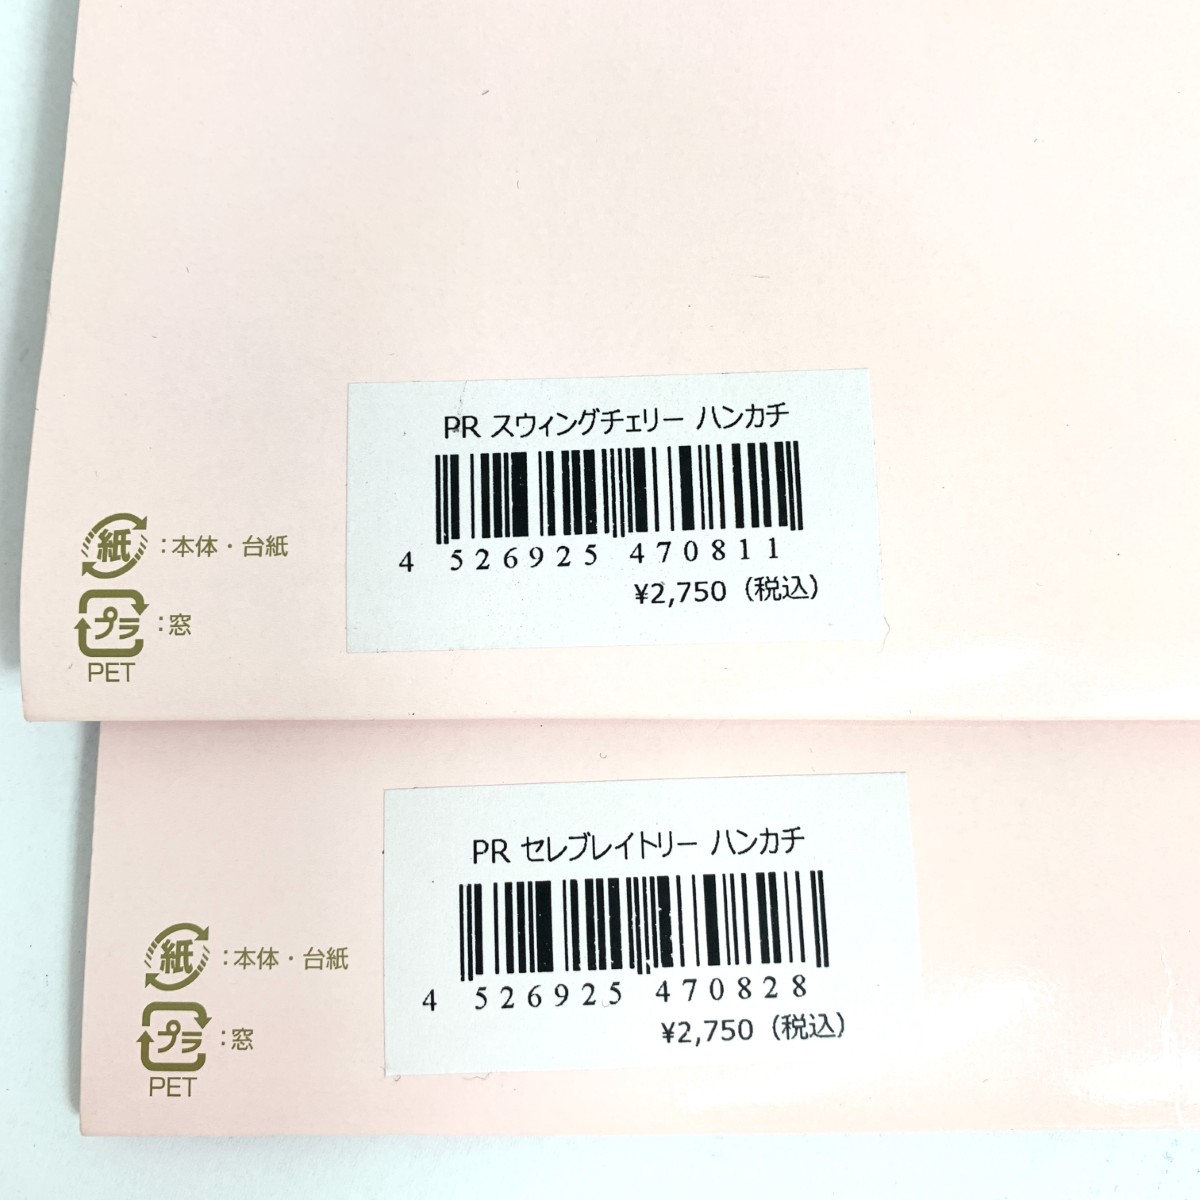 PR スウィングチェリー ハンカチ
4 526925 470811
¥2,750（税込）
紙：本体・台紙
プラ：窓
PET
PR セレブレイトリー ハンカチ
4 526925 470828
¥2,750（税込）
紙：本体・台紙
プラ：窓
PET